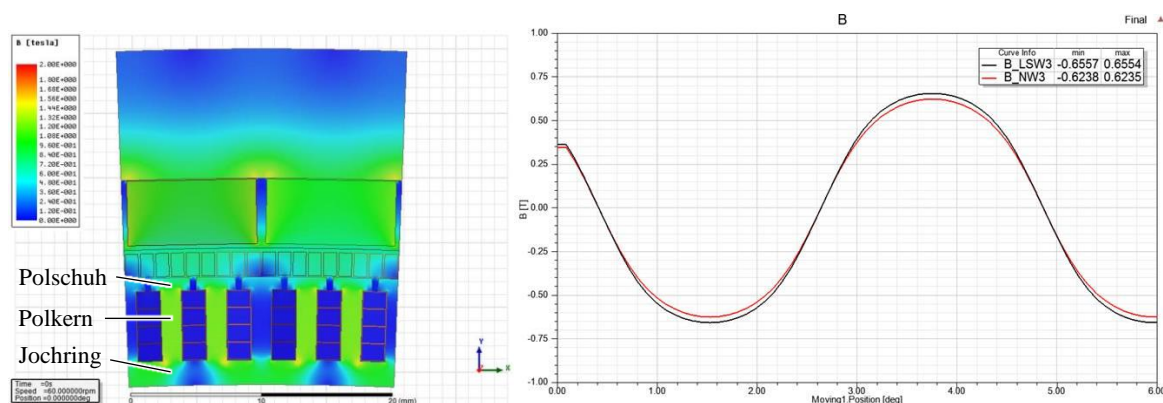 B [tesla]
2.00E+000
1.80E+000
1.68E+000
1.56E+000
1.44E+000
1.32E+000
1.20E+000
1.08E+000
9.60E-001
8.40E-001
7.20E-001
6.00E-001
4.80E-001
3.60E-001
2.40E-001
1.20E-001
0.00E+000
Polschuh
Polkern
Jochring
Time =0s
Speed =-60.000000rpm
Position =0.000000deg
0 10 20 (mm)
Y
X
B
Final
Curve Info min max
B_LSW3 -0.6557 0.6554
B_NW3 -0.6238 0.6235
1.00
0.75
0.50
0.25
0.00
-0.25
-0.50
-0.75
-1.00
B [T]
0.00 1.00 2.00 3.00 4.00 5.00 6.00
Moving1.Position [deg]